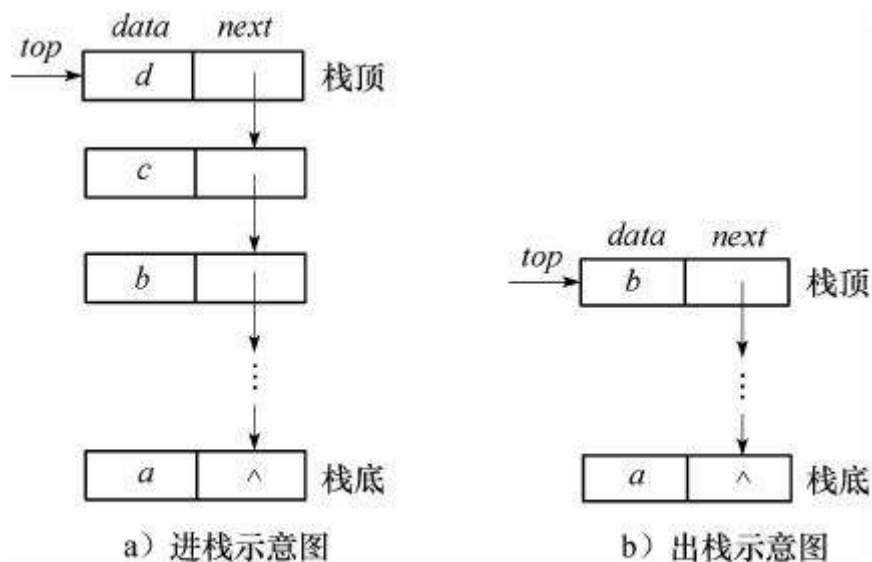 data next
top
d
栈顶
c
b
⋮
a ^ 栈底
a）进栈示意图
data next
top
b
栈顶
⋮
a ^ 栈底
b）出栈示意图